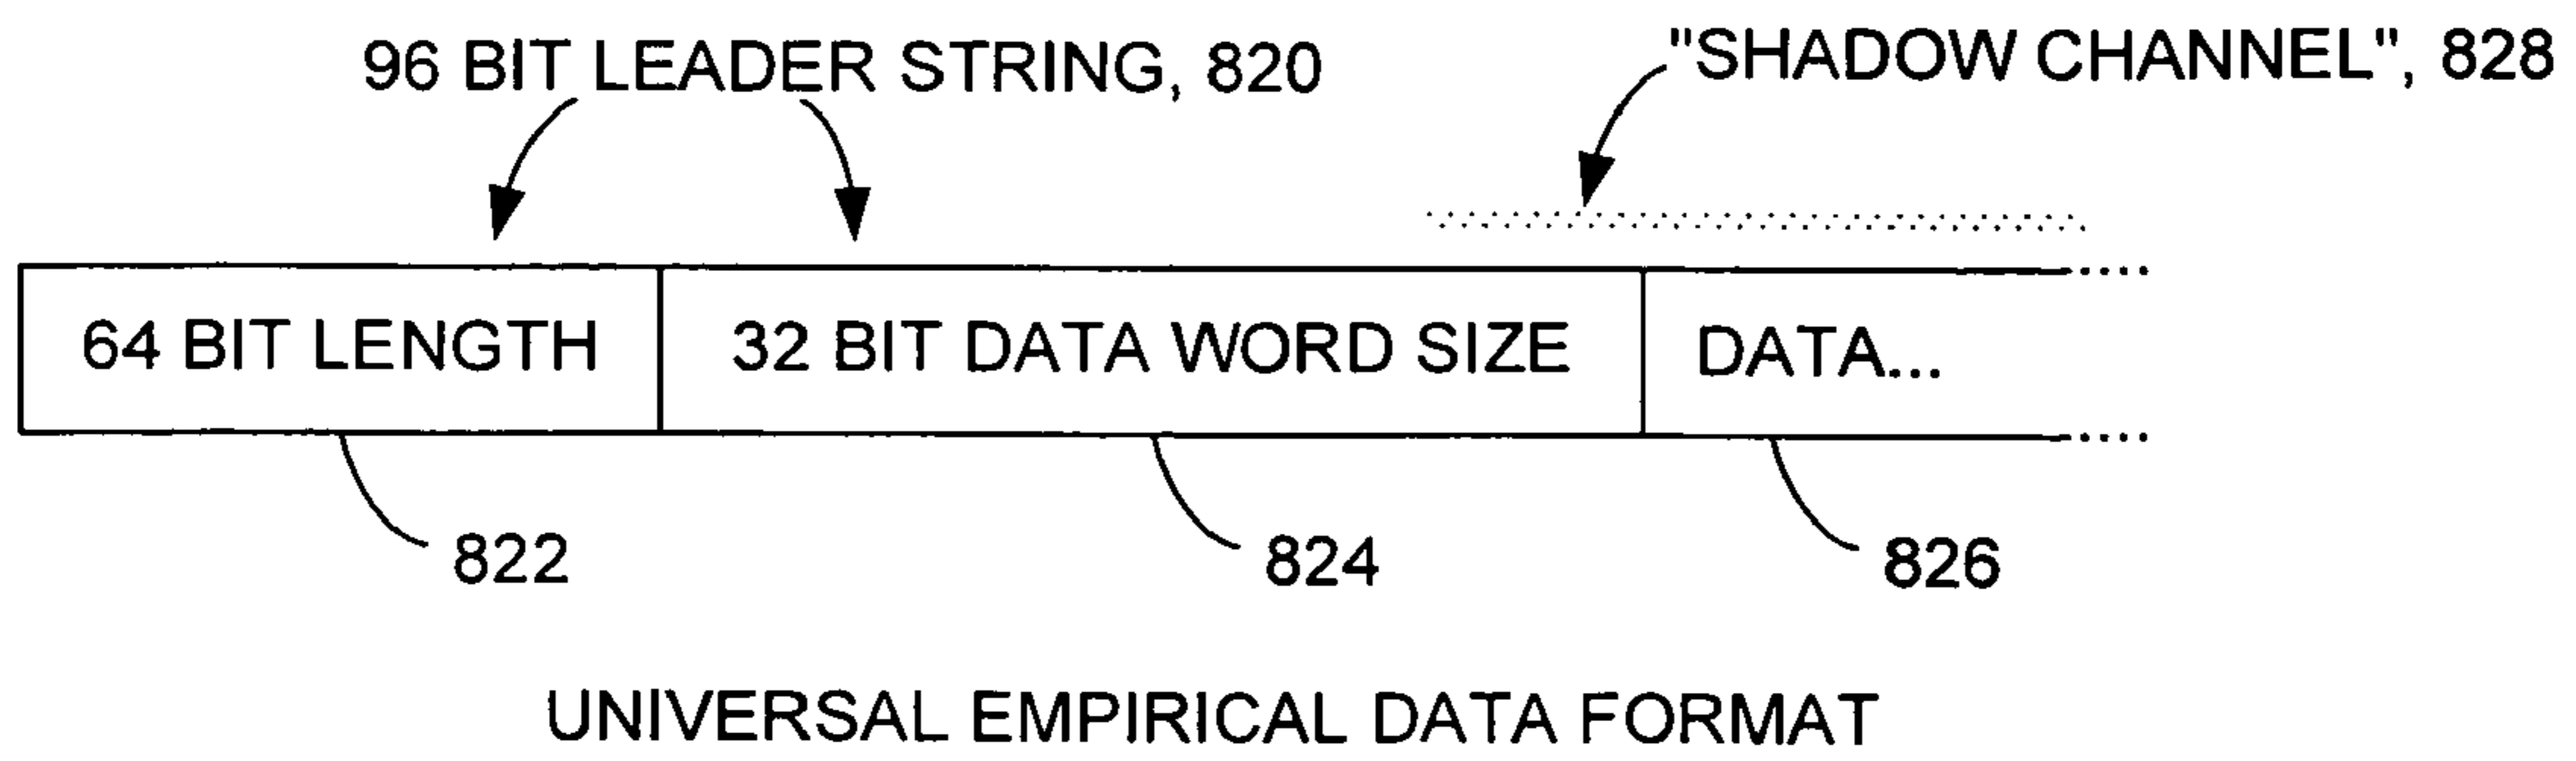 96 BIT LEADER STRING, 820
"SHADOW CHANNEL", 828
64 BIT LENGTH
32 BIT DATA WORD SIZE
DATA...
822
824
826
UNIVERSAL EMPIRICAL DATA FORMAT